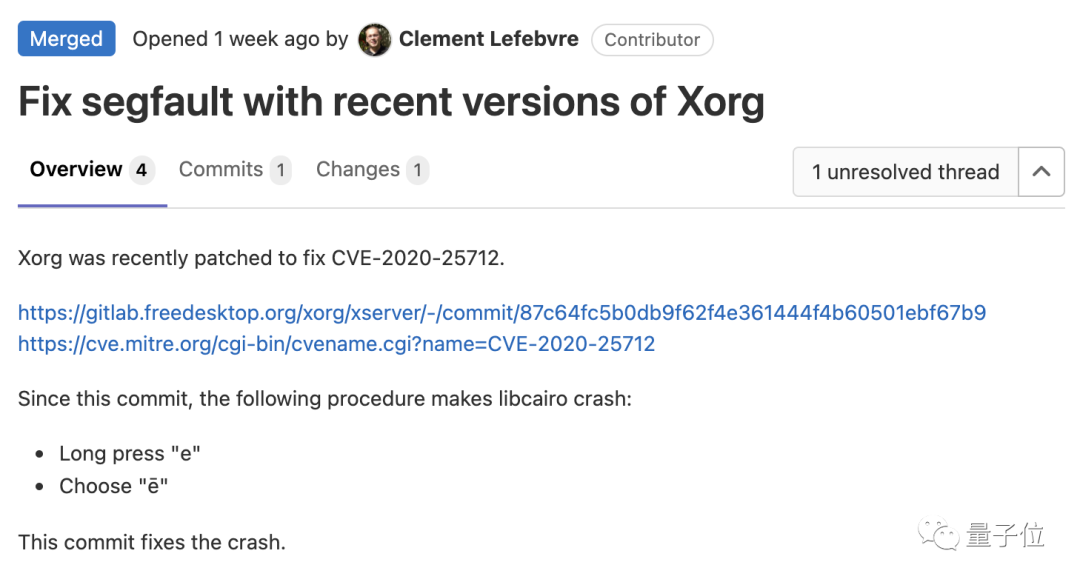 Merged Opened 1 week ago by Clement Lefebvre Contributor
Fix segfault with recent versions of Xorg
Overview 4 Commits 1 Changes 1 1 unresolved thread
Xorg was recently patched to fix CVE-2020-25712.
https://gitlab.freedesktop.org/xorg/xserver/-/commit/87c64fc5b0db9f62f4e361444f4b60501ebf67b9
https://cve.mitre.org/cgi-bin/cvename.cgi?name=CVE-2020-25712
Since this commit, the following procedure makes libcairo crash:
• Long press "e"
• Choose "ē"
This commit fixes the crash.
量子位